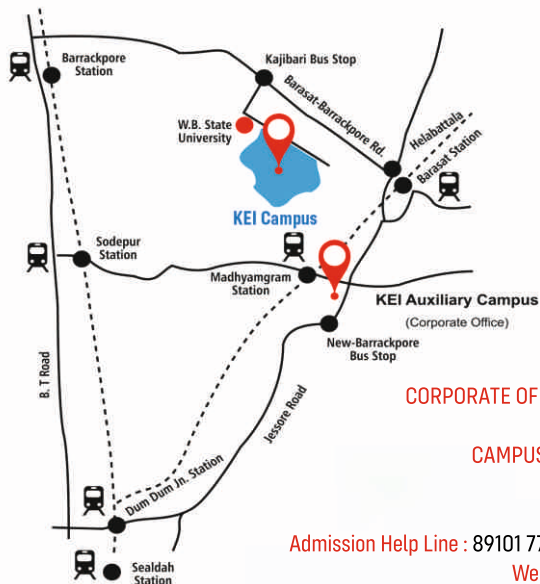 Barrackpore
Station
Kajibari Bus Stop
Barasat-Barrackpore Rd.
W.B. State
University
Helabattala
Barasat Station
KEI Campus
Sodepur
Station
Madhyamgram
Station
KEI Auxiliary Campus
(Corporate Office)
New-Barrackpore
Bus Stop
B. T Road
Jessore Road
CORPORATE OF
CAMPUS
Dum Dum Jn. Station
Admission Help Line : 89101 77
We
Sealdah
Station